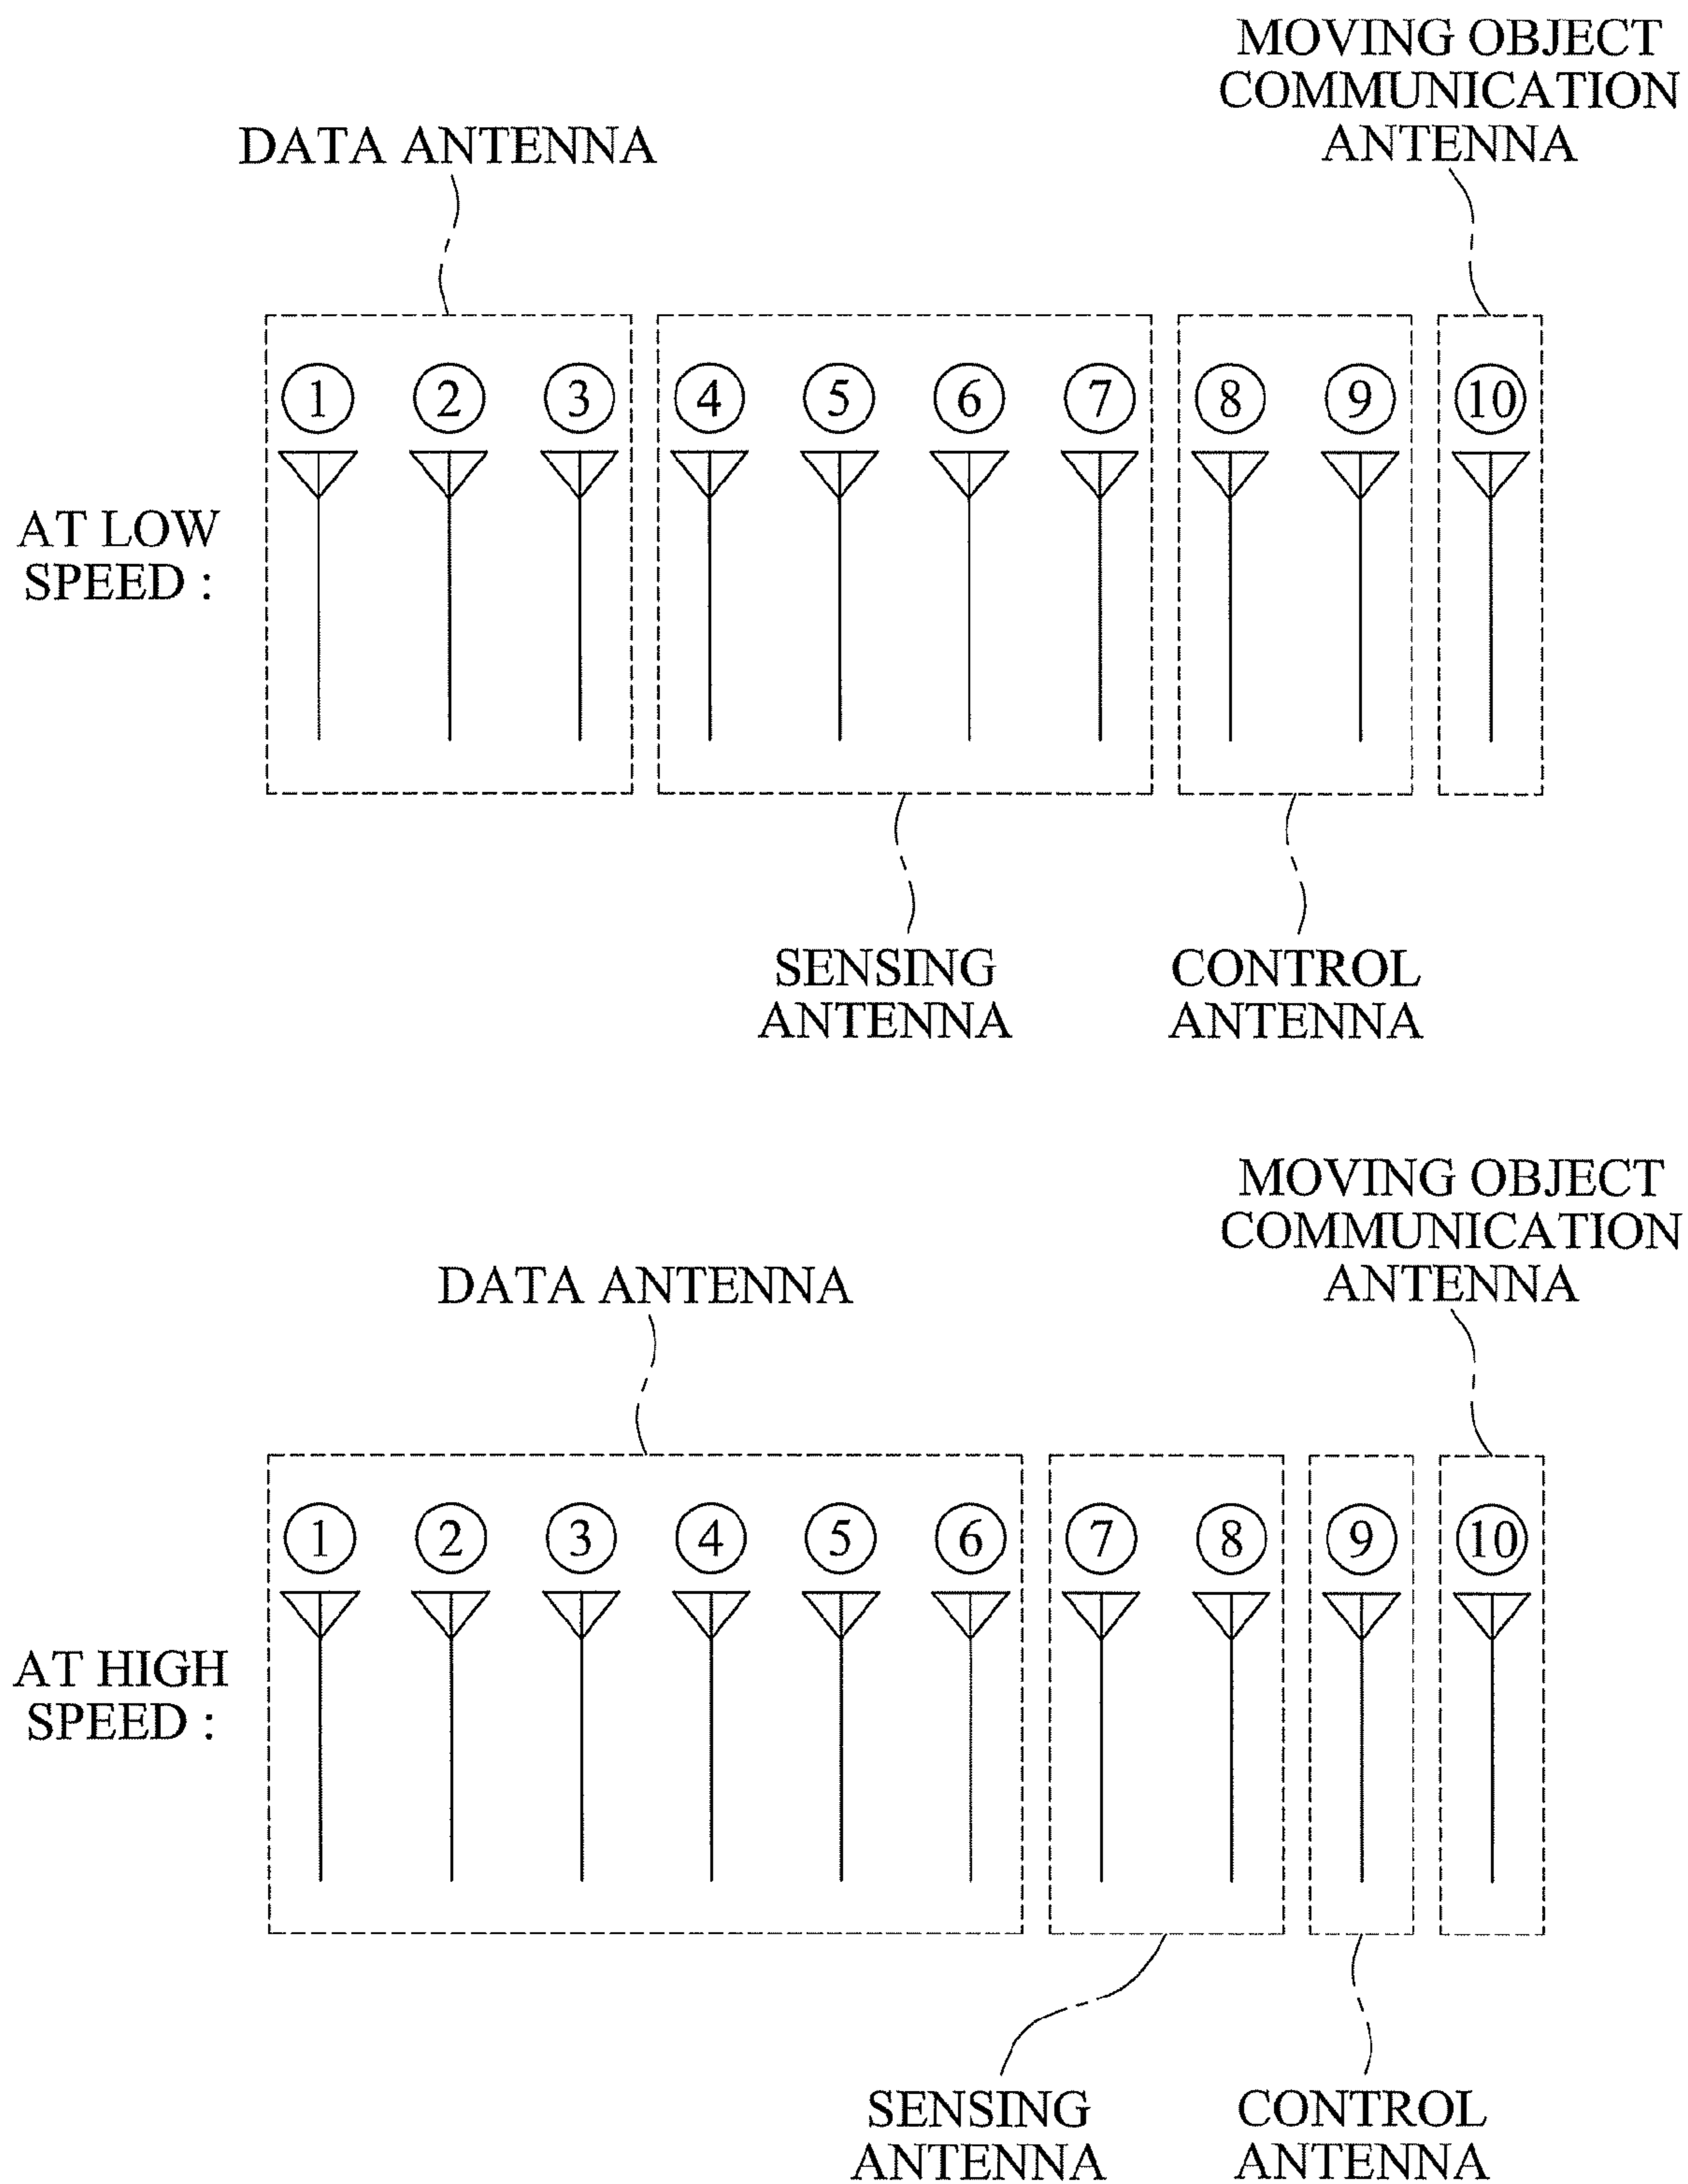 MOVING OBJECT
COMMUNICATION
ANTENNA
DATA ANTENNA
1 2 3 4 5 6 7 8 9 10
AT LOW
SPEED :
SENSING
ANTENNA
CONTROL
ANTENNA
MOVING OBJECT
COMMUNICATION
ANTENNA
DATA ANTENNA
1 2 3 4 5 6 7 8 9 10
AT HIGH
SPEED :
SENSING
ANTENNA
CONTROL
ANTENNA